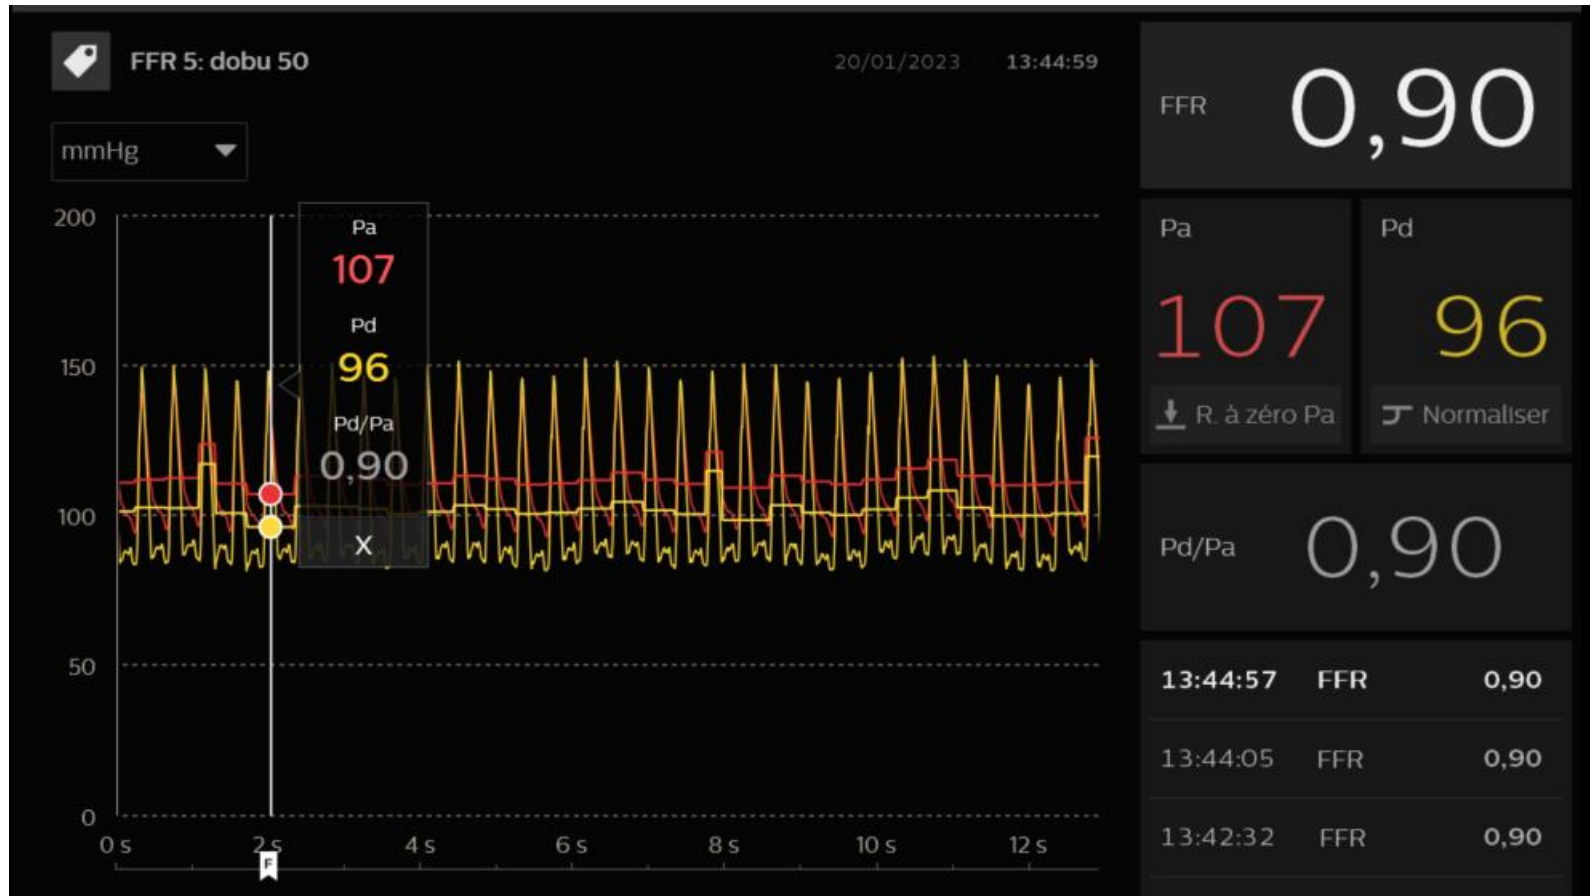 FFR 5: dobu 50
20/01/2023 13:44:59
mmHg
200
150
100
50
0
Pa
107
Pd
96
Pd/Pa
0,90
X
0 s 2 s 4 s 6 s 8 s 10 s 12 s
F
FFR 0,90
Pa
107
R. à zéro Pa
Pd
96
Normaliser
Pd/Pa 0,90
13:44:57 FFR 0,90
13:44:05 FFR 0,90
13:42:32 FFR 0,90